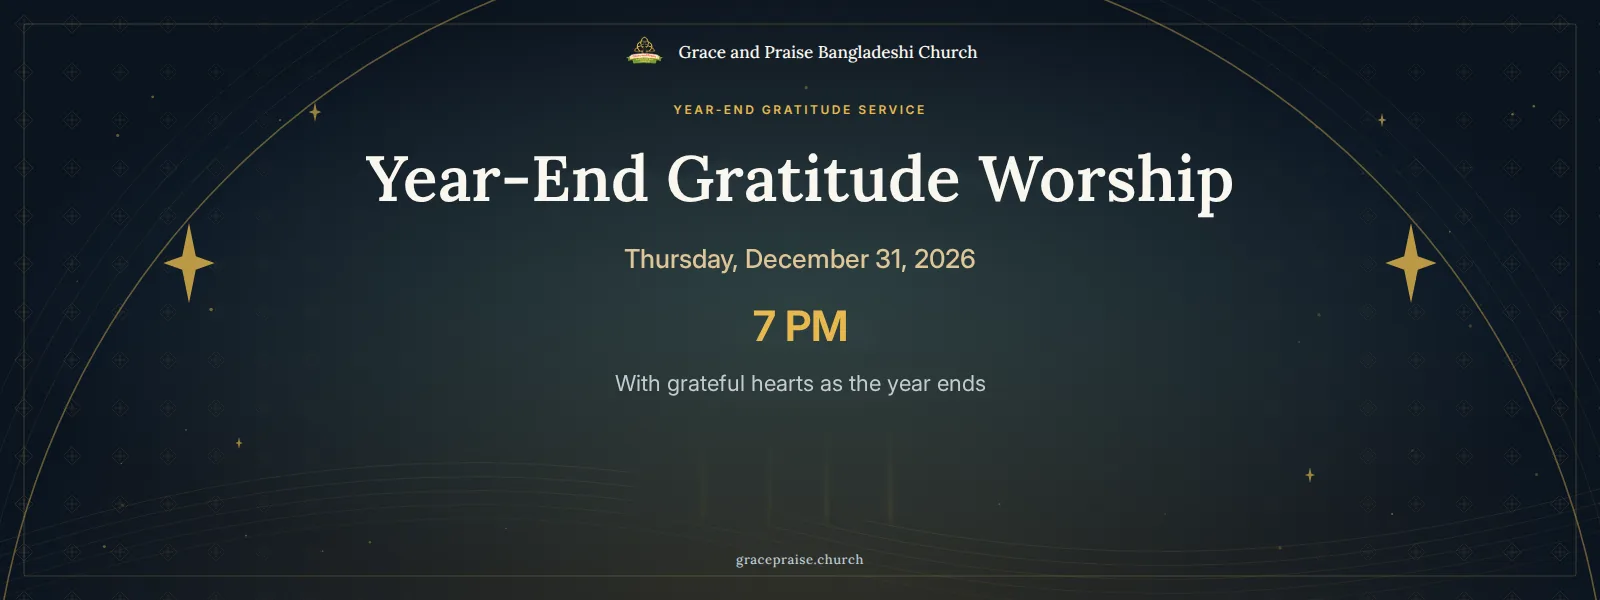 Grace and Praise Bangladeshi Church
YEAR-END GRATITUDE SERVICE
Year-End Gratitude Worship
Thursday, December 31, 2026
7 PM
With grateful hearts as the year ends
gracepraise.church